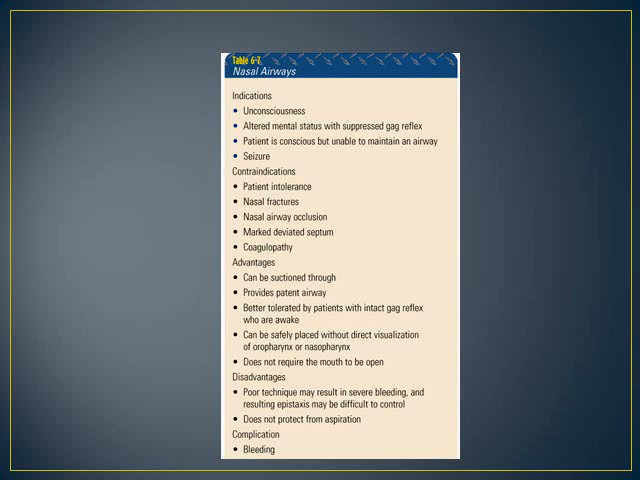 Table 6-7
Nasal Airways
Indications
• Unconsciousness
• Altered mental status with suppressed gag reflex
• Patient is conscious but unable to maintain an airway
• Seizure
Contraindications
• Patient intolerance
• Nasal fractures
• Nasal airway occlusion
• Marked deviated septum
• Coagulopathy
Advantages
• Can be suctioned through
• Provides patent airway
• Better tolerated by patients with intact gag reflex
who are awake
• Can be safely placed without direct visualization
of oropharynx or nasopharynx
• Does not require the mouth to be open
Disadvantages
• Poor technique may result in severe bleeding, and
resulting epistaxis may be difficult to control
• Does not protect from aspiration
Complication
• Bleeding